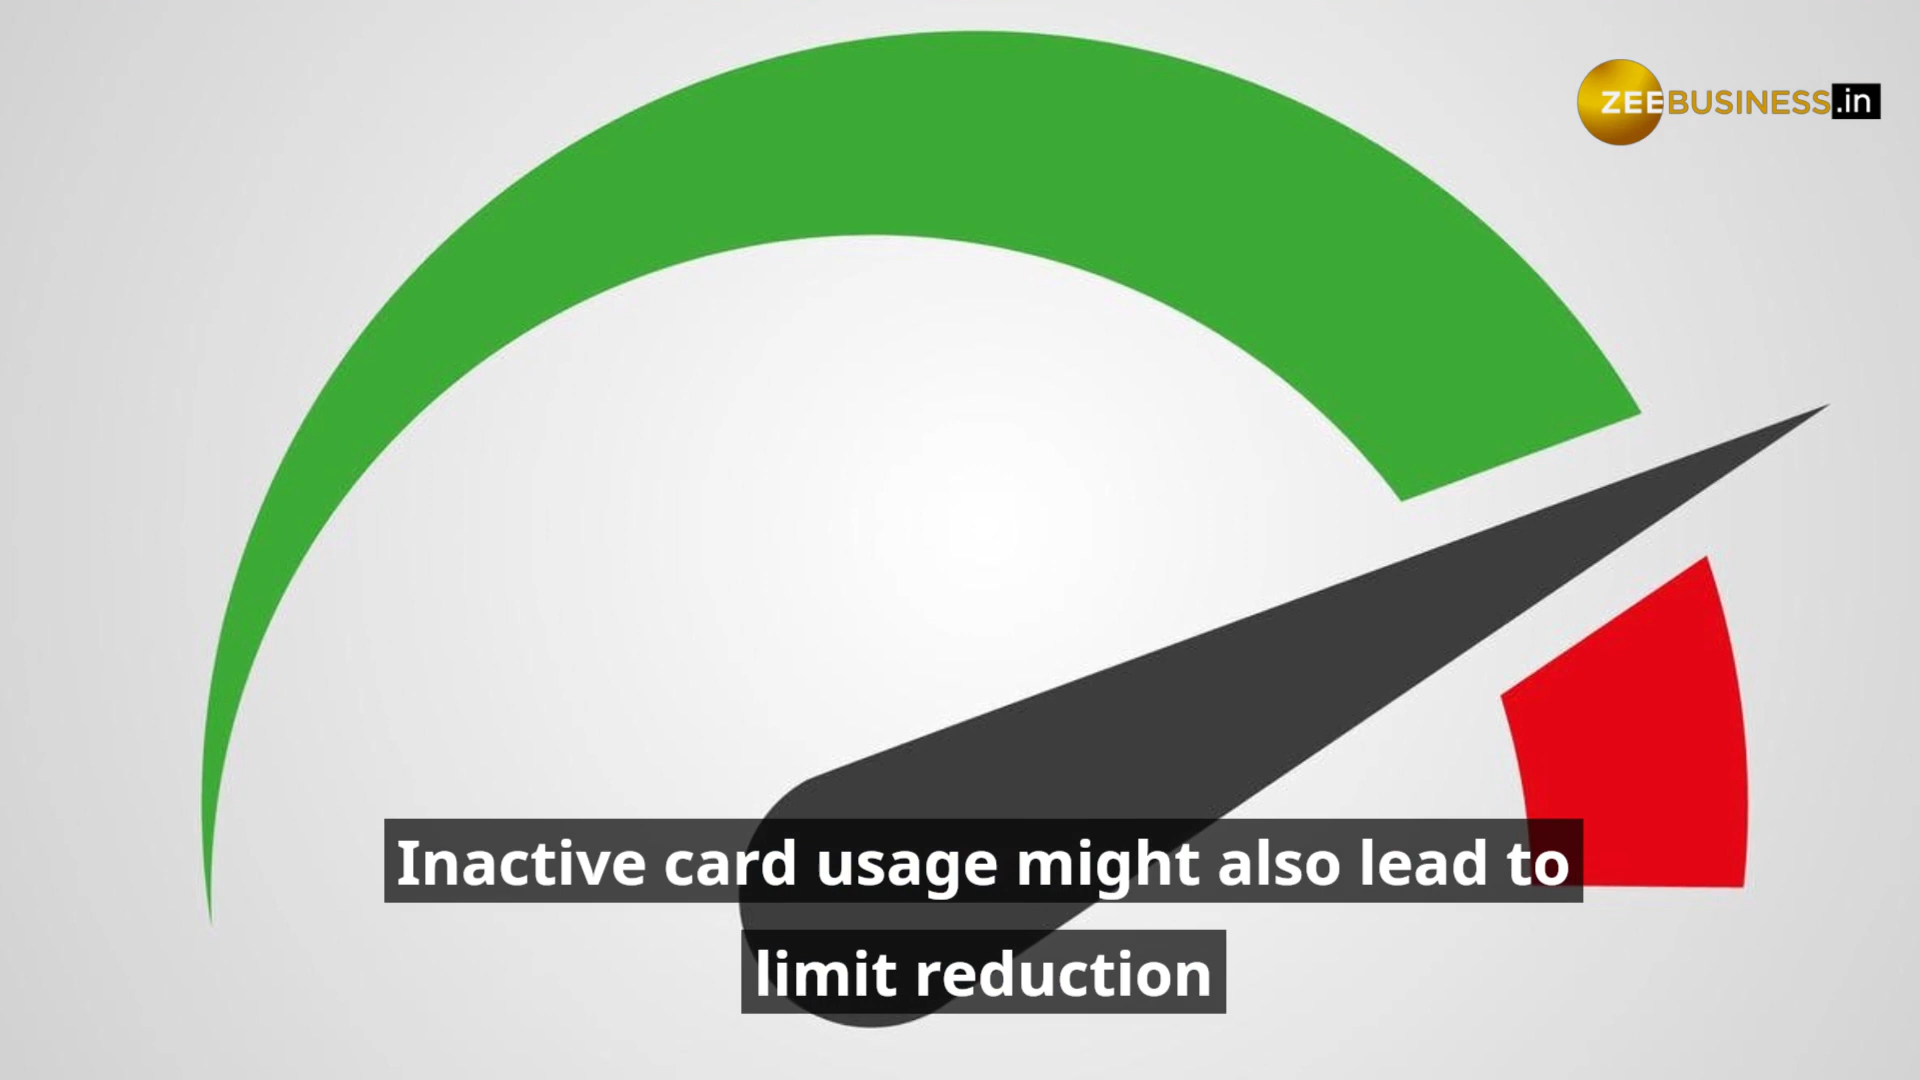 ZEEBUSINESS.in
Inactive card usage might also lead to
limit reduction